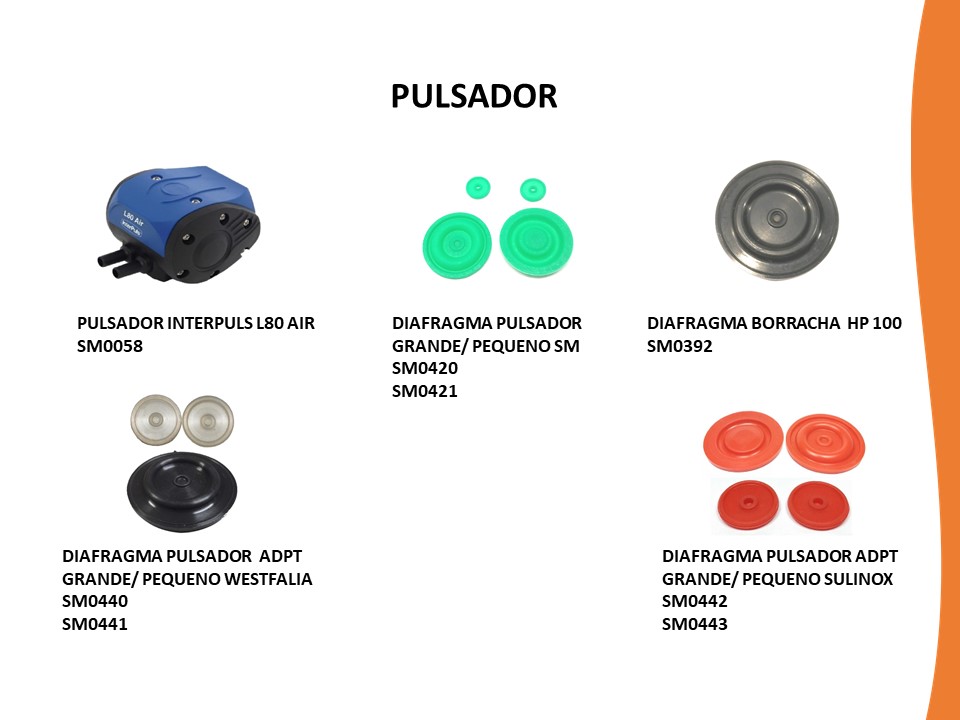 PULSADOR
L80 Air
interPuls
PULSADOR INTERPULS L80 AIR
SM0058
DIAFRAGMA PULSADOR
GRANDE/ PEQUENO SM
SM0420
SM0421
DIAFRAGMA BORRACHA  HP 100
SM0392
DIAFRAGMA PULSADOR  ADPT
GRANDE/ PEQUENO WESTFALIA
SM0440
SM0441
DIAFRAGMA PULSADOR ADPT
GRANDE/ PEQUENO SULINOX
SM0442
SM0443